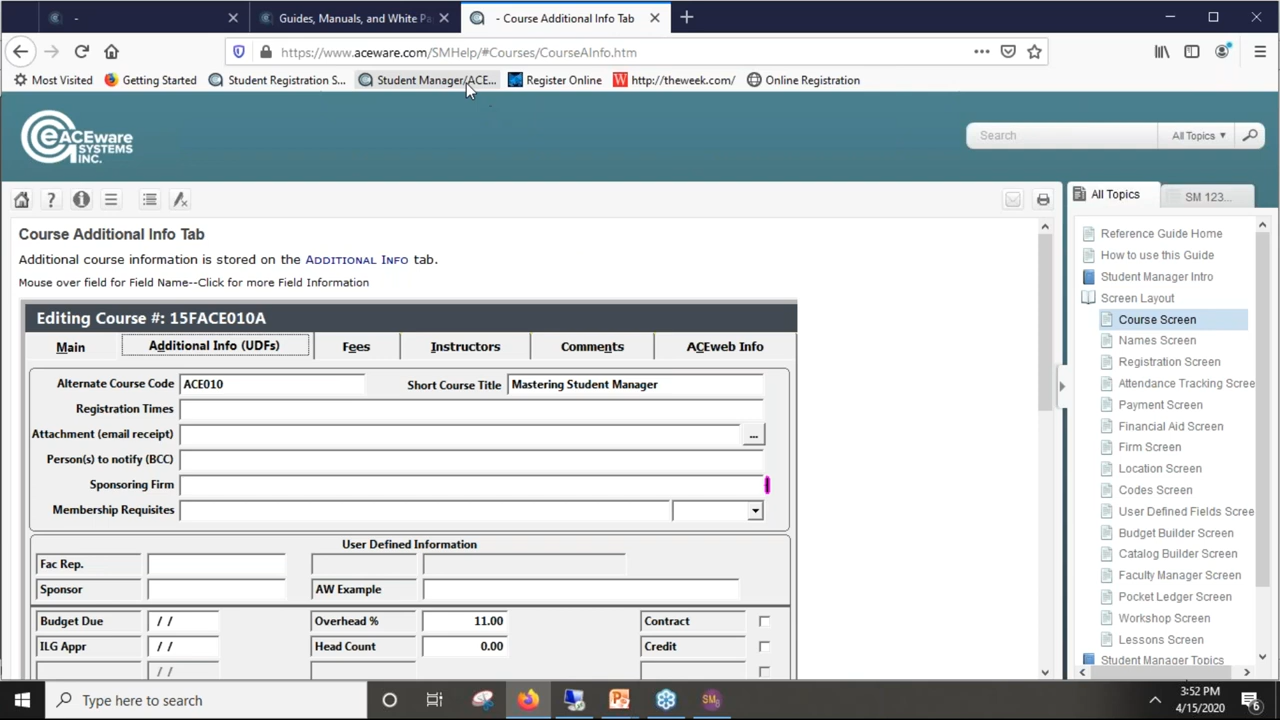 -
Guides, Manuals, and White Pa
- Course Additional Info Tab
https://www.aceware.com/SMHelp/#Courses/CourseAInfo.htm
Most Visited
Getting Started
Student Registration S...
Student Manager/ACE...
Register Online
W http://theweek.com/
Online Registration
ACEware
SYSTEMS
INC.
Search
All Topics
All Topics
SM 123...
Course Additional Info Tab
Additional course information is stored on the ADDITIONAL INFO tab.
Mouse over field for Field Name--Click for more Field Information
Editing Course #: 15FACE010A
Main
Additional Info (UDFs)
Fees
Instructors
Comments
ACEweb Info
Alternate Course Code ACE010
Short Course Title Mastering Student Manager
Registration Times
Attachment (email receipt)
...
Person(s) to notify (BCC)
Sponsoring Firm
Membership Requisites
User Defined Information
Fac Rep.
Sponsor
AW Example
Budget Due / /
Overhead % 11.00
Contract
ILG Appr / /
Head Count 0.00
Credit
/ /
Reference Guide Home
How to use this Guide
Student Manager Intro
Screen Layout
Course Screen
Names Screen
Registration Screen
Attendance Tracking Scree
Payment Screen
Financial Aid Screen
Firm Screen
Location Screen
Codes Screen
User Defined Fields Scree
Budget Builder Screen
Catalog Builder Screen
Faculty Manager Screen
Pocket Ledger Screen
Workshop Screen
Lessons Screen
Student Manager Topics
Type here to search
3:52 PM
4/15/2020
6